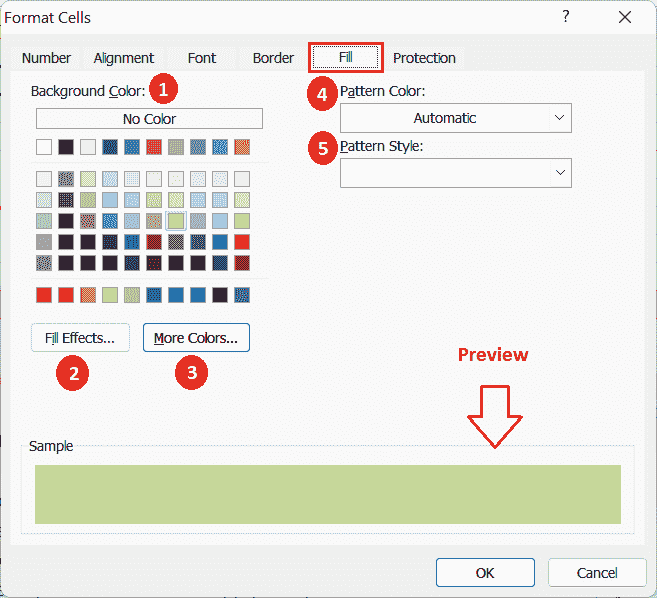 Format Cells ?
Number Alignment Font Border Fill Protection
Background Color: 1
No Color
4 Pattern Color:
Automatic
5 Pattern Style:
Fill Effects... More Colors...
2 3
Preview
Sample
OK Cancel